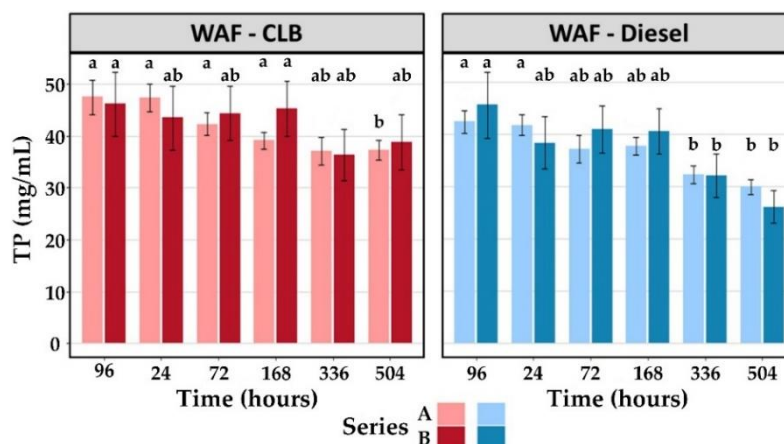 WAF - CLB
WAF - Diesel
a a a ab a ab a a ab ab b ab
a a a ab ab ab ab ab b b b b
50
40
30
20
10
0
TP (mg/mL)
96 24 72 168 336 504
96 24 72 168 336 504
Time (hours)
Time (hours)
Series A
B